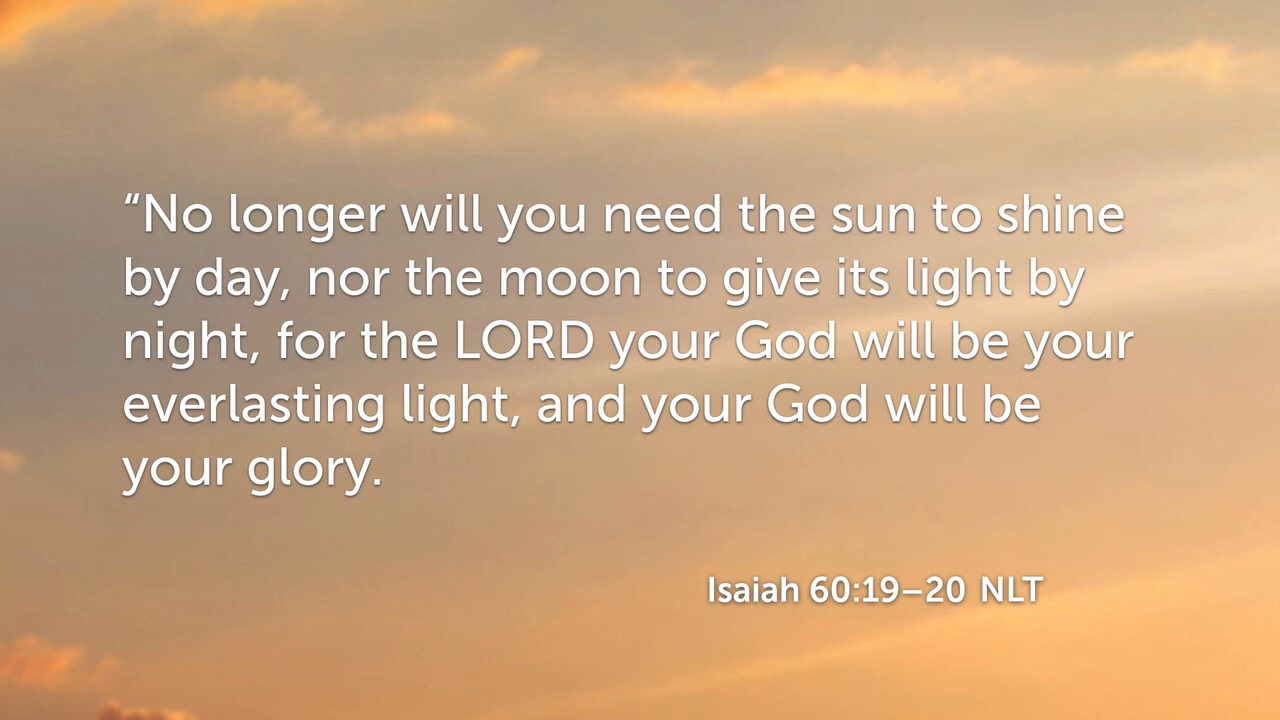 “No longer will you need the sun to shine
by day, nor the moon to give its light by
night, for the LORD your God will be your
everlasting light, and your God will be
your glory.
Isaiah 60:19–20 NLT